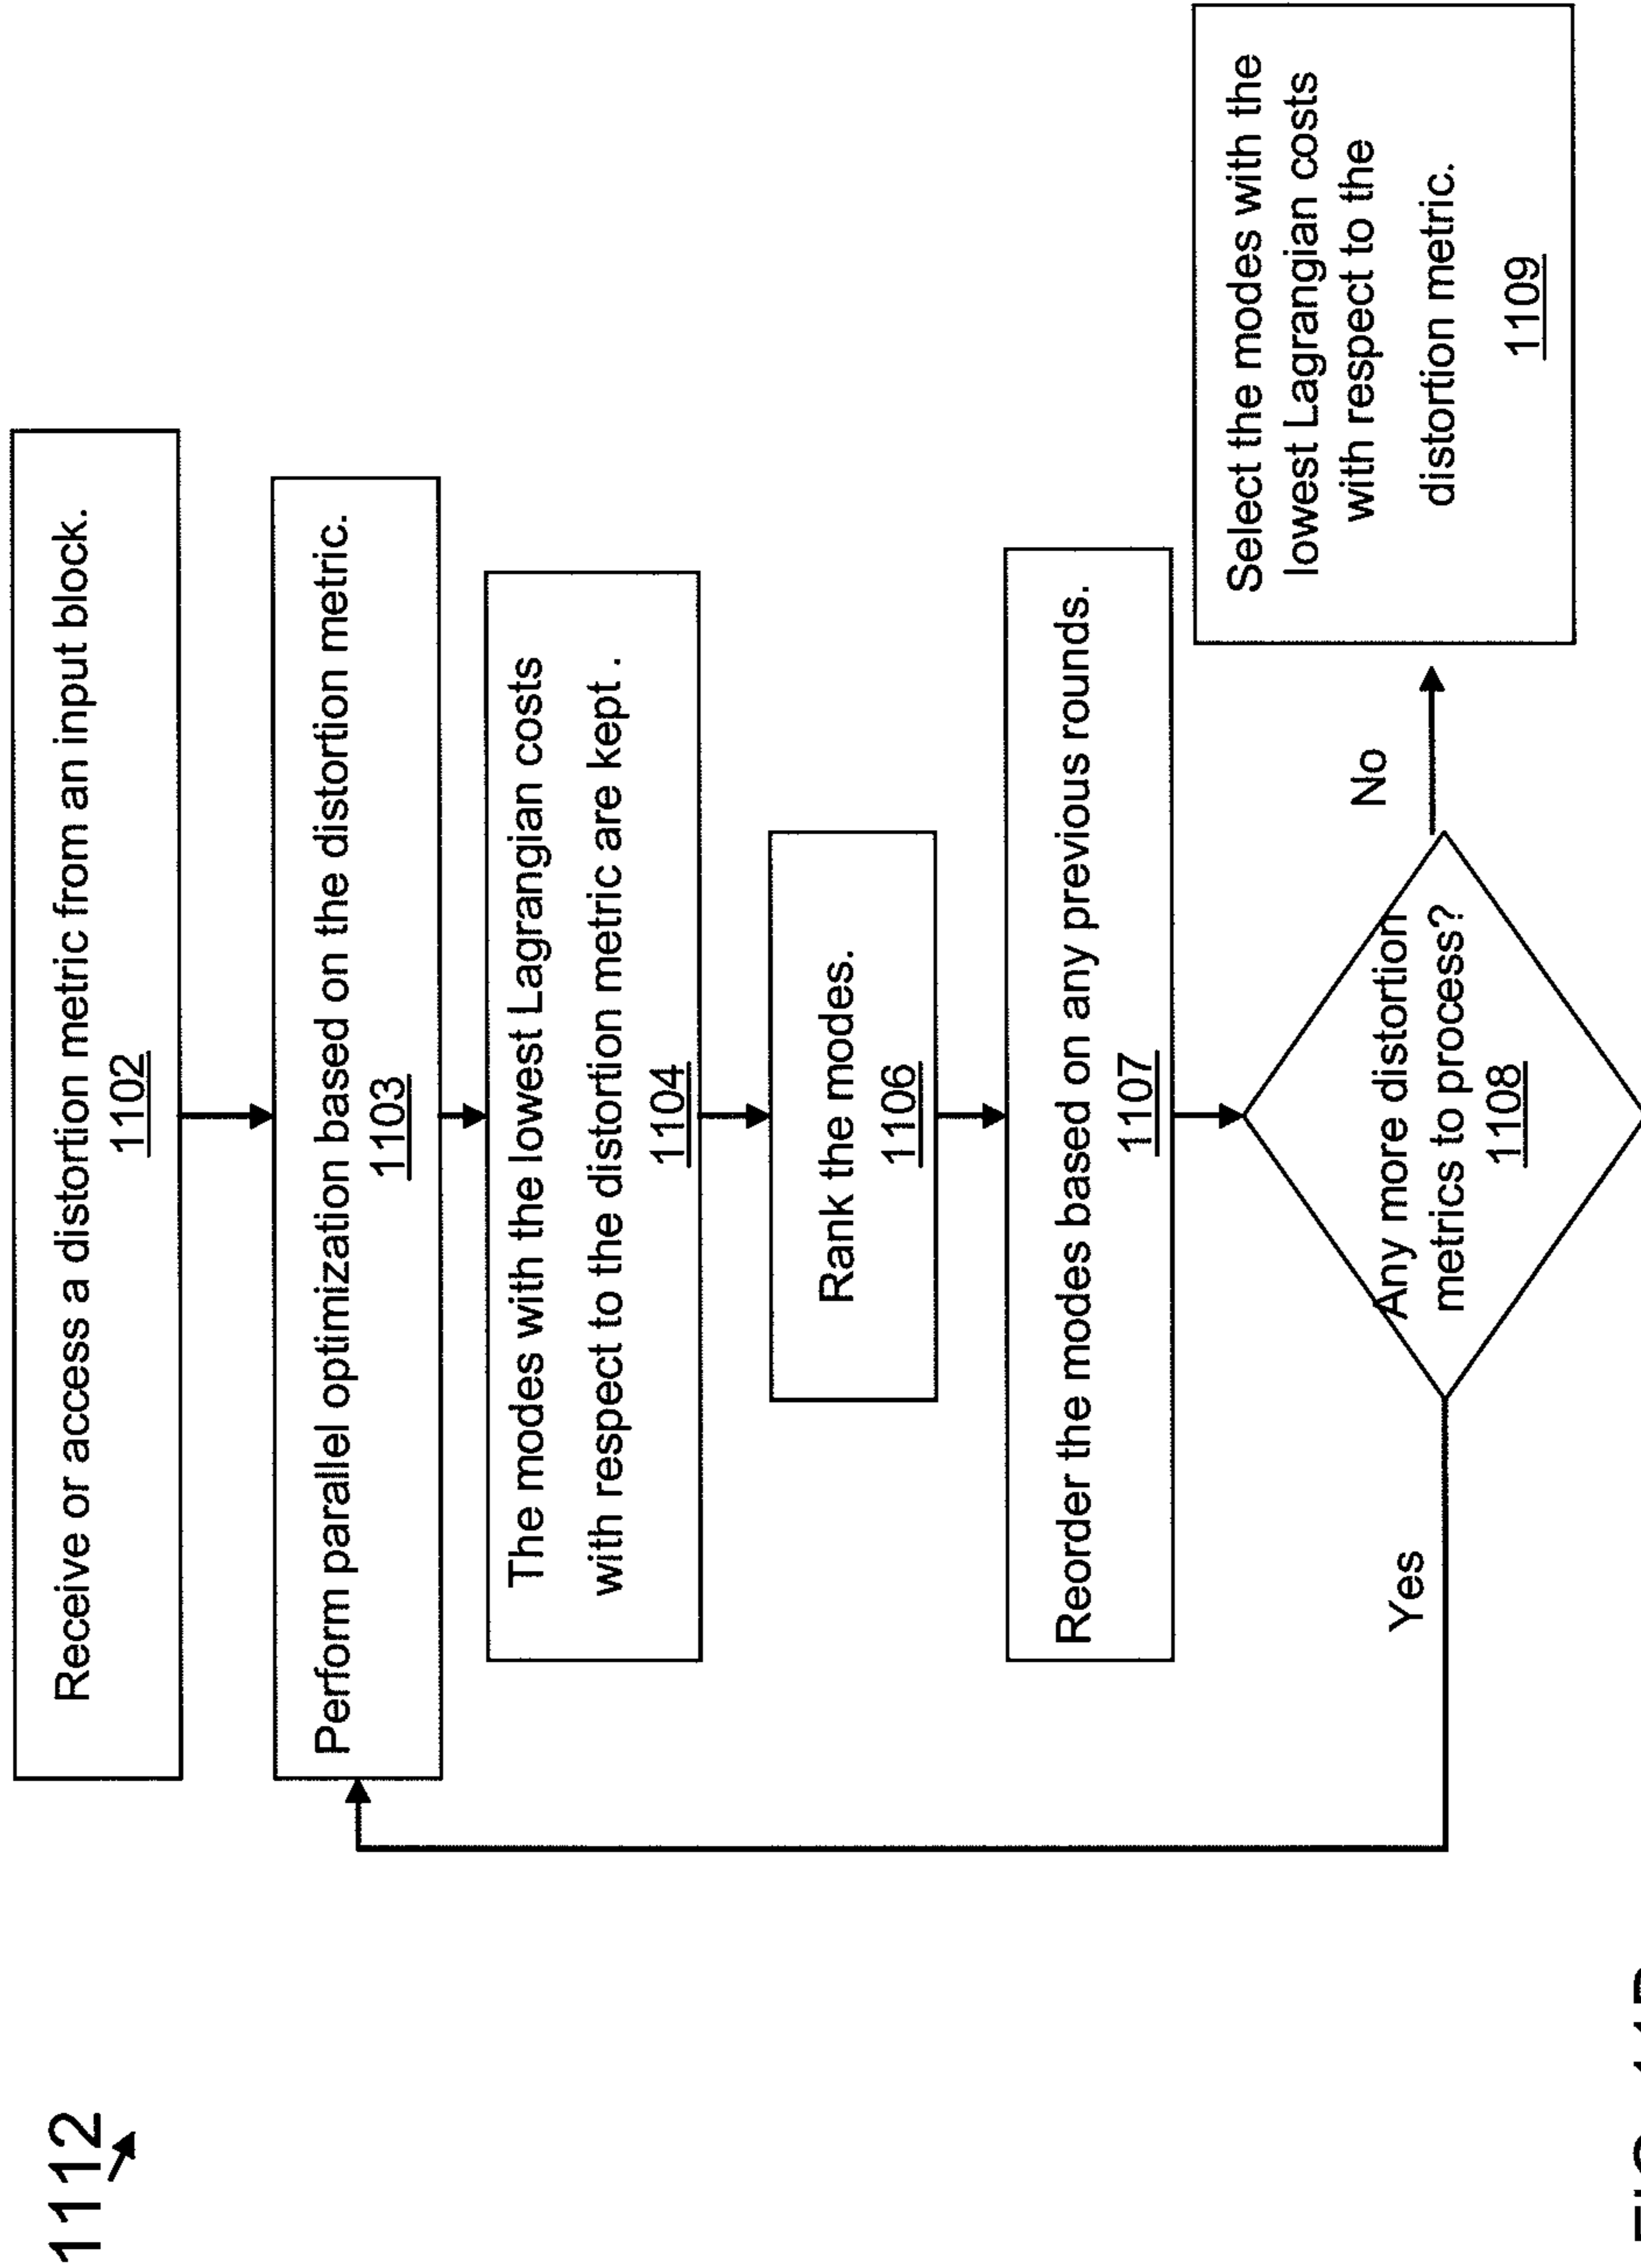 1112
Receive or access a distortion metric from an input block.
1102
Perform parallel optimization based on the distortion metric.
1103
The modes with the lowest Lagrangian costs
with respect to the distortion metric are kept .
1104
Rank the modes.
1106
Reorder the modes based on any previous rounds.
1107
Any more distortion
metrics to process?
1108
Yes
No
Select the modes with the
lowest Lagrangian costs
with respect to the
distortion metric.
1109